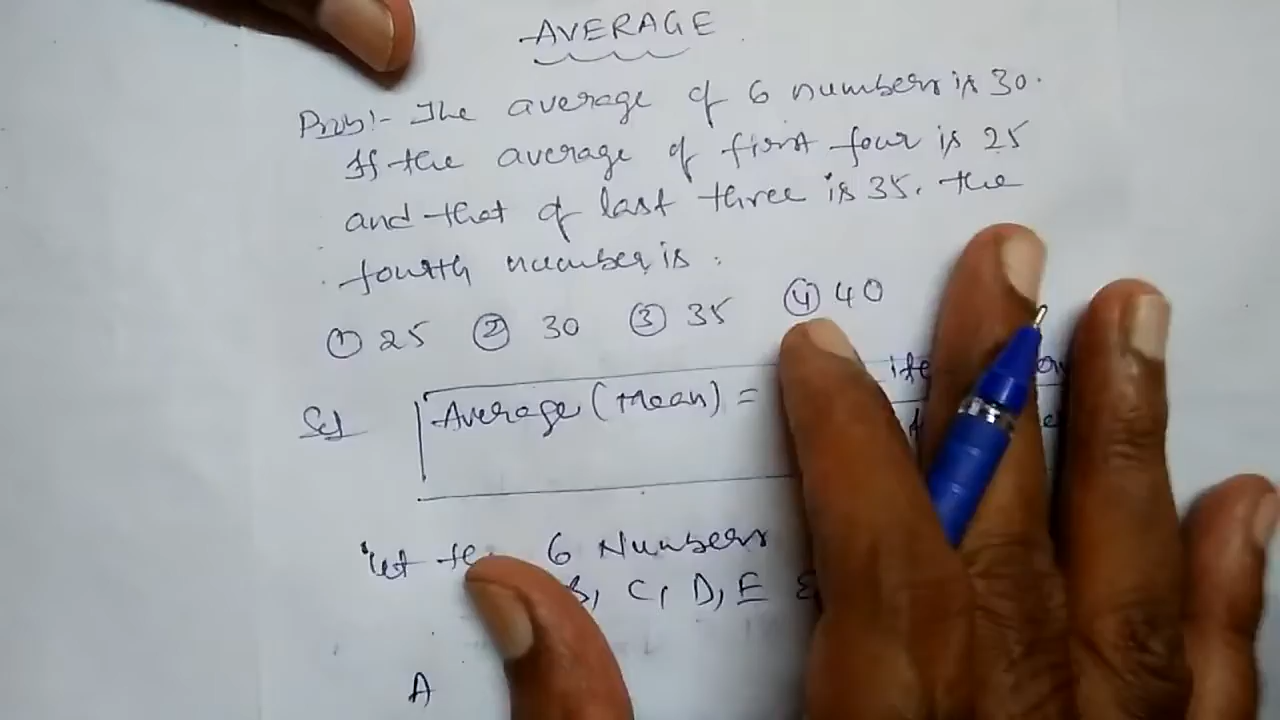 AVERAGE
Prob:- The average of 6 numbers is 30.
If the average of first four is 25
and that of last three is 35. the
fourth number is :
① 25 ② 30 ③ 35 ④ 40
Sol Average (Mean) =
Let the 6 Numbers
B, C, D, E &
A